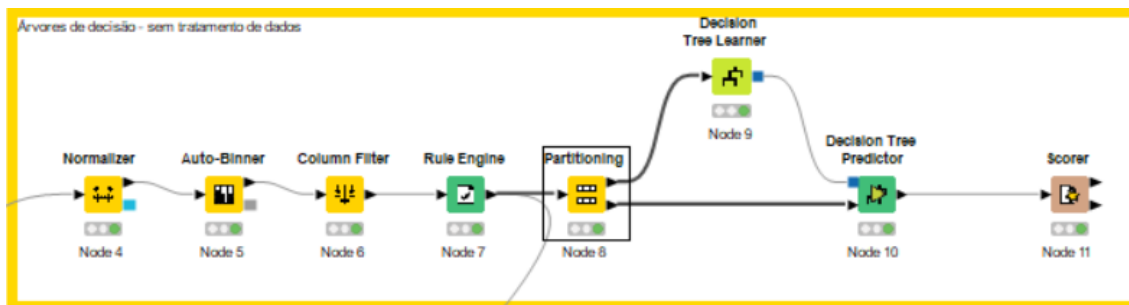 Árvores de decisão - sem tratamento de dados
Decision
Tree Learner
Node 9
Normalizer
Auto-Binner
Column Filter
Rule Engine
Partitioning
Decision Tree
Predictor
Scorer
Node 4
Node 5
Node 6
Node 7
Node 8
Node 10
Node 11